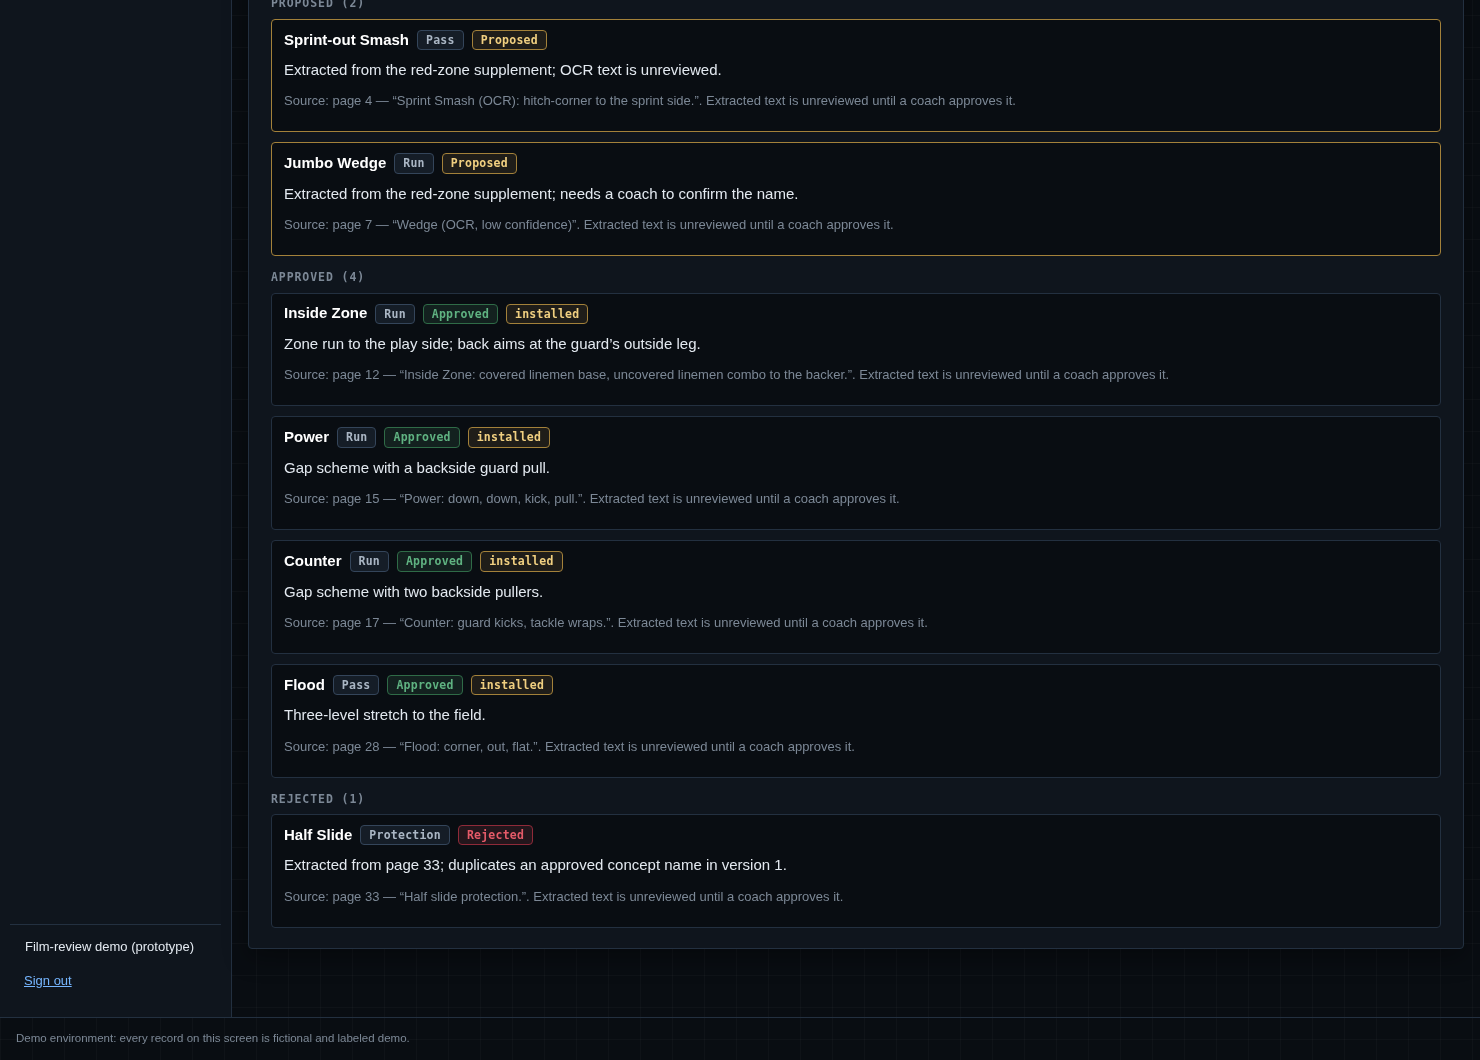 PROPOSED (2)
Sprint-out Smash Pass Proposed
Extracted from the red-zone supplement; OCR text is unreviewed.
Source: page 4 — “Sprint Smash (OCR): hitch-corner to the sprint side.”. Extracted text is unreviewed until a coach approves it.
Jumbo Wedge Run Proposed
Extracted from the red-zone supplement; needs a coach to confirm the name.
Source: page 7 — “Wedge (OCR, low confidence)”. Extracted text is unreviewed until a coach approves it.
APPROVED (4)
Inside Zone Run Approved installed
Zone run to the play side; back aims at the guard’s outside leg.
Source: page 12 — “Inside Zone: covered linemen base, uncovered linemen combo to the backer.”. Extracted text is unreviewed until a coach approves it.
Power Run Approved installed
Gap scheme with a backside guard pull.
Source: page 15 — “Power: down, down, kick, pull.”. Extracted text is unreviewed until a coach approves it.
Counter Run Approved installed
Gap scheme with two backside pullers.
Source: page 17 — “Counter: guard kicks, tackle wraps.”. Extracted text is unreviewed until a coach approves it.
Flood Pass Approved installed
Three-level stretch to the field.
Source: page 28 — “Flood: corner, out, flat.”. Extracted text is unreviewed until a coach approves it.
REJECTED (1)
Half Slide Protection Rejected
Extracted from page 33; duplicates an approved concept name in version 1.
Source: page 33 — “Half slide protection.”. Extracted text is unreviewed until a coach approves it.
Film-review demo (prototype)
Sign out
Demo environment: every record on this screen is fictional and labeled demo.